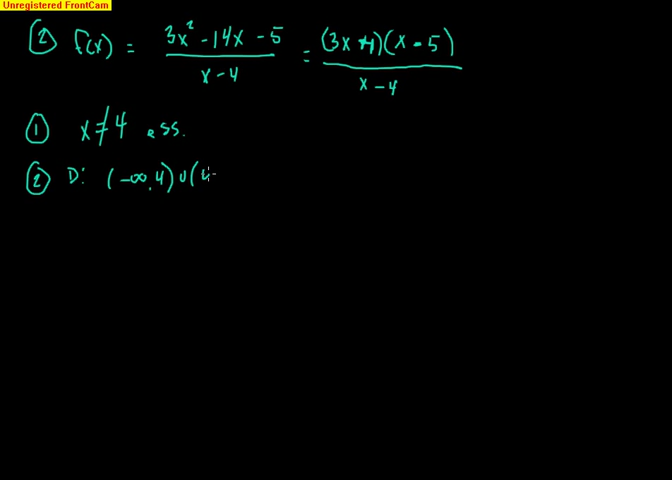 Unregistered FrontCam
② f(x) = (3x² - 14x - 5)/(x - 4) = (3x + 1)(x - 5)/(x - 4)
① x ≠ 4 ess.
② D: (-∞, 4) ∪ (